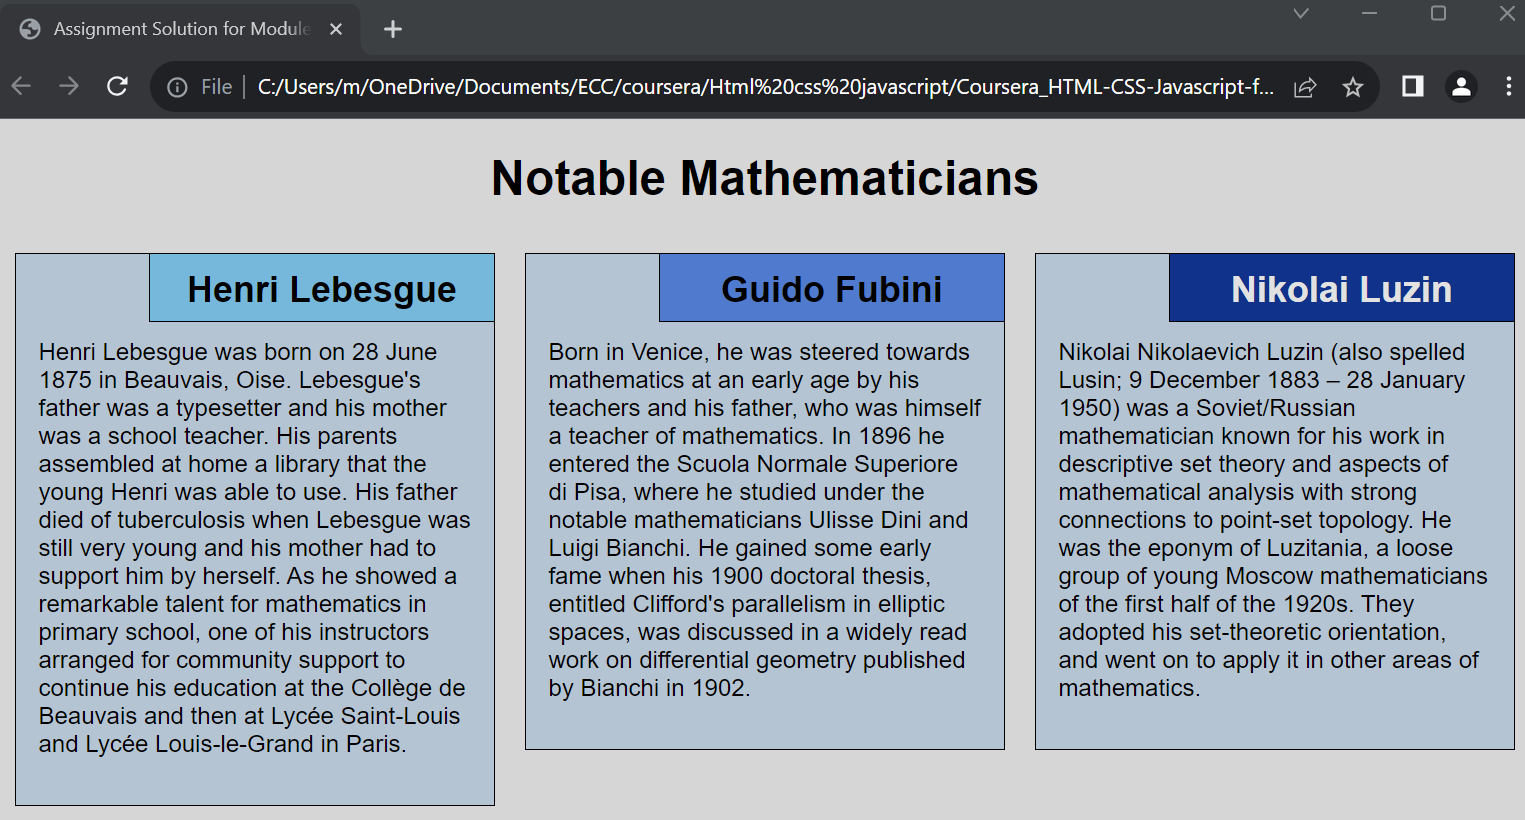 Assignment Solution for Module
File
C:/Users/m/OneDrive/Documents/ECC/coursera/Html%20css%20javascript/Coursera_HTML-CSS-Javascript-f...
Notable Mathematicians
Henri Lebesgue
Henri Lebesgue was born on 28 June
1875 in Beauvais, Oise. Lebesgue's
father was a typesetter and his mother
was a school teacher. His parents
assembled at home a library that the
young Henri was able to use. His father
died of tuberculosis when Lebesgue was
still very young and his mother had to
support him by herself. As he showed a
remarkable talent for mathematics in
primary school, one of his instructors
arranged for community support to
continue his education at the Collège de
Beauvais and then at Lycée Saint-Louis
and Lycée Louis-le-Grand in Paris.
Guido Fubini
Born in Venice, he was steered towards
mathematics at an early age by his
teachers and his father, who was himself
a teacher of mathematics. In 1896 he
entered the Scuola Normale Superiore
di Pisa, where he studied under the
notable mathematicians Ulisse Dini and
Luigi Bianchi. He gained some early
fame when his 1900 doctoral thesis,
entitled Clifford's parallelism in elliptic
spaces, was discussed in a widely read
work on differential geometry published
by Bianchi in 1902.
Nikolai Luzin
Nikolai Nikolaevich Luzin (also spelled
Lusin; 9 December 1883 – 28 January
1950) was a Soviet/Russian
mathematician known for his work in
descriptive set theory and aspects of
mathematical analysis with strong
connections to point-set topology. He
was the eponym of Luzitania, a loose
group of young Moscow mathematicians
of the first half of the 1920s. They
adopted his set-theoretic orientation,
and went on to apply it in other areas of
mathematics.